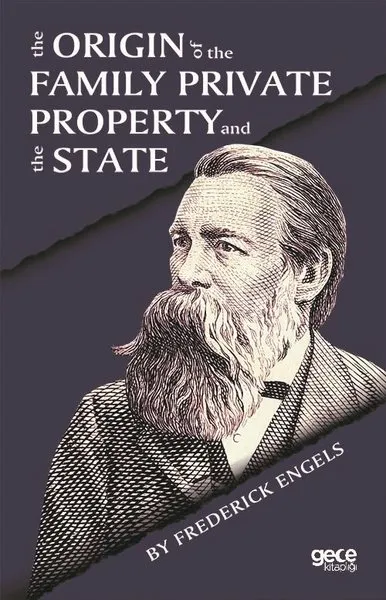 the ORIGIN of the
FAMILY PRIVATE
PROPERTY and
the STATE
BY FREDERICK ENGELS
gece
kitaplığı